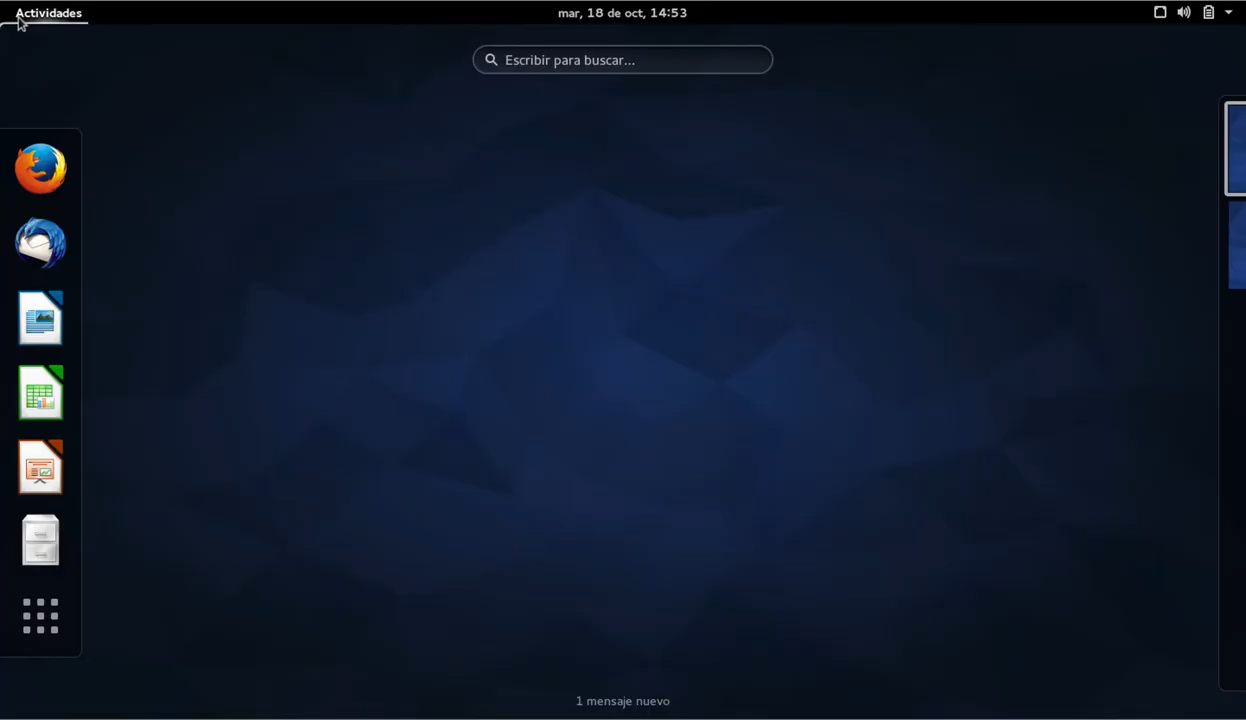 Actividades
mar, 18 de oct, 14:53
Escribir para buscar...
1 mensaje nuevo